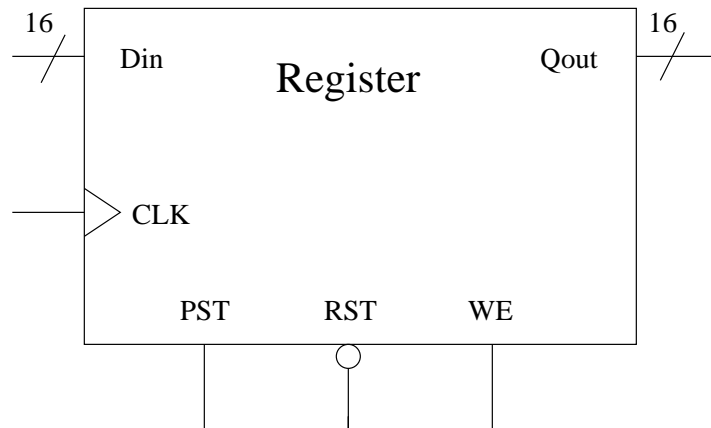 16
16
Din
Register
Qout
CLK
PST
RST
WE